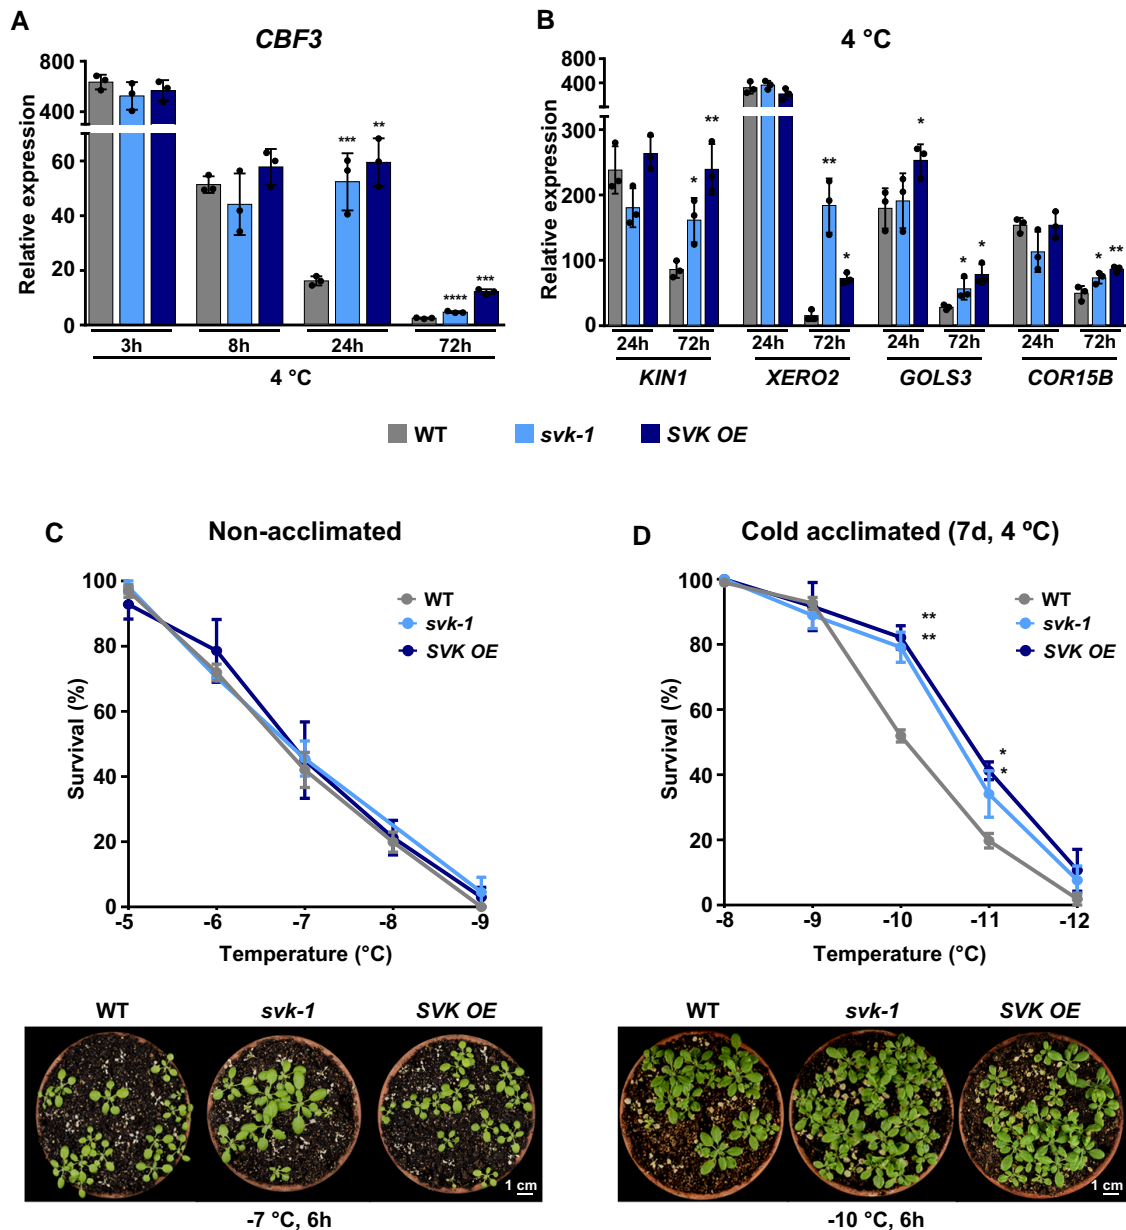 A
CBF3
Relative expression
800
400
60
40
20
0
*** **
**** ***
3h 8h 24h 72h
4 °C
B
4 °C
Relative expression
800
400
300
200
100
0
* **
** *
*
* *
* **
24h 72h 24h 72h 24h 72h 24h 72h
KIN1 XERO2 GOLS3 COR15B
WT svk-1 SVK OE
C
Non-acclimated
Survival (%)
100
80
60
40
20
0
WT
svk-1
SVK OE
-5 -6 -7 -8 -9
Temperature (°C)
D
Cold acclimated (7d, 4 ºC)
Survival (%)
100
80
60
40
20
0
WT
svk-1
SVK OE
**
**
*
*
-8 -9 -10 -11 -12
Temperature (°C)
WT svk-1 SVK OE
1 cm
-7 °C, 6h
WT svk-1 SVK OE
1 cm
-10 °C, 6h